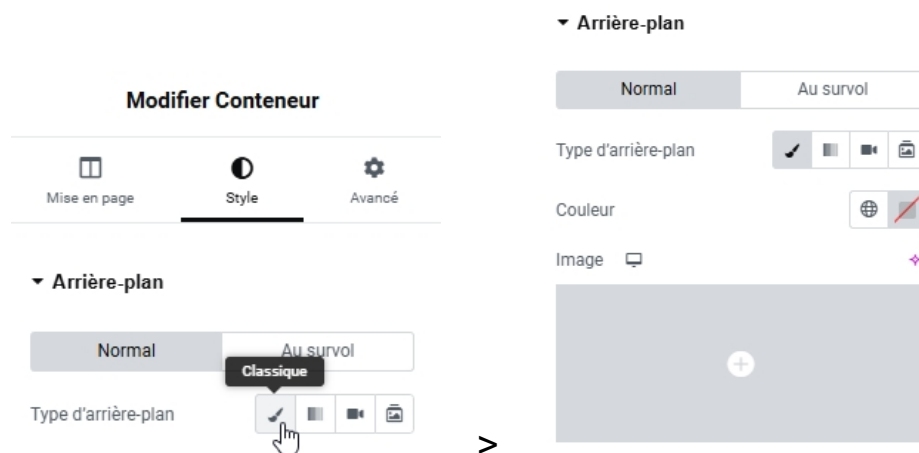 Modifier Conteneur
Mise en page Style Avancé
Arrière-plan
Normal Au survol
Classique
Type d'arrière-plan
>
Arrière-plan
Normal Au survol
Type d'arrière-plan
Couleur
Image